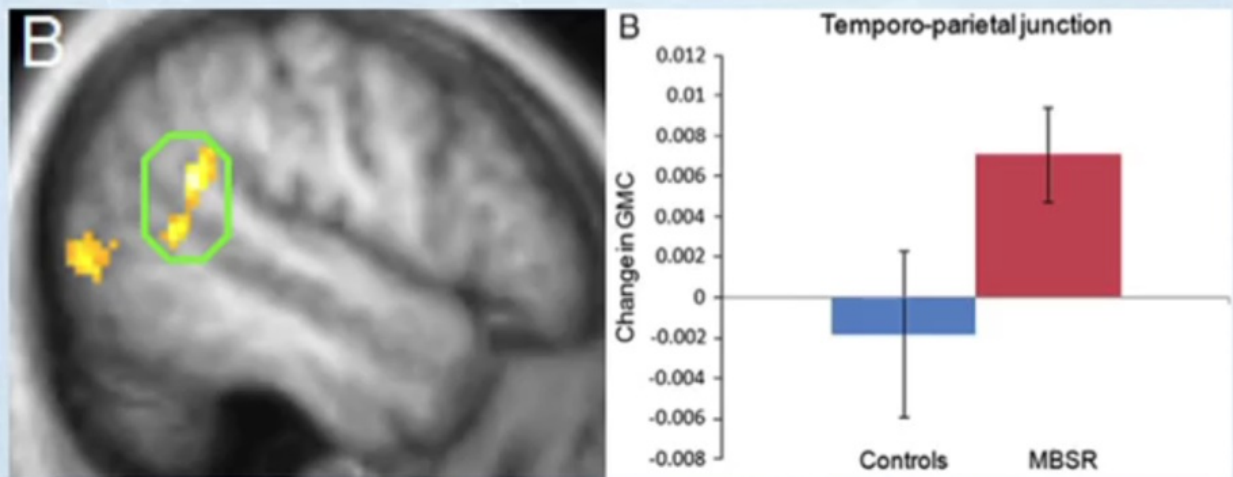 B
B
Temporo-parietal junction
0.012
0.01
0.008
0.006
0.004
0.002
0
-0.002
-0.004
-0.006
-0.008
Change in GMC
Controls
MBSR